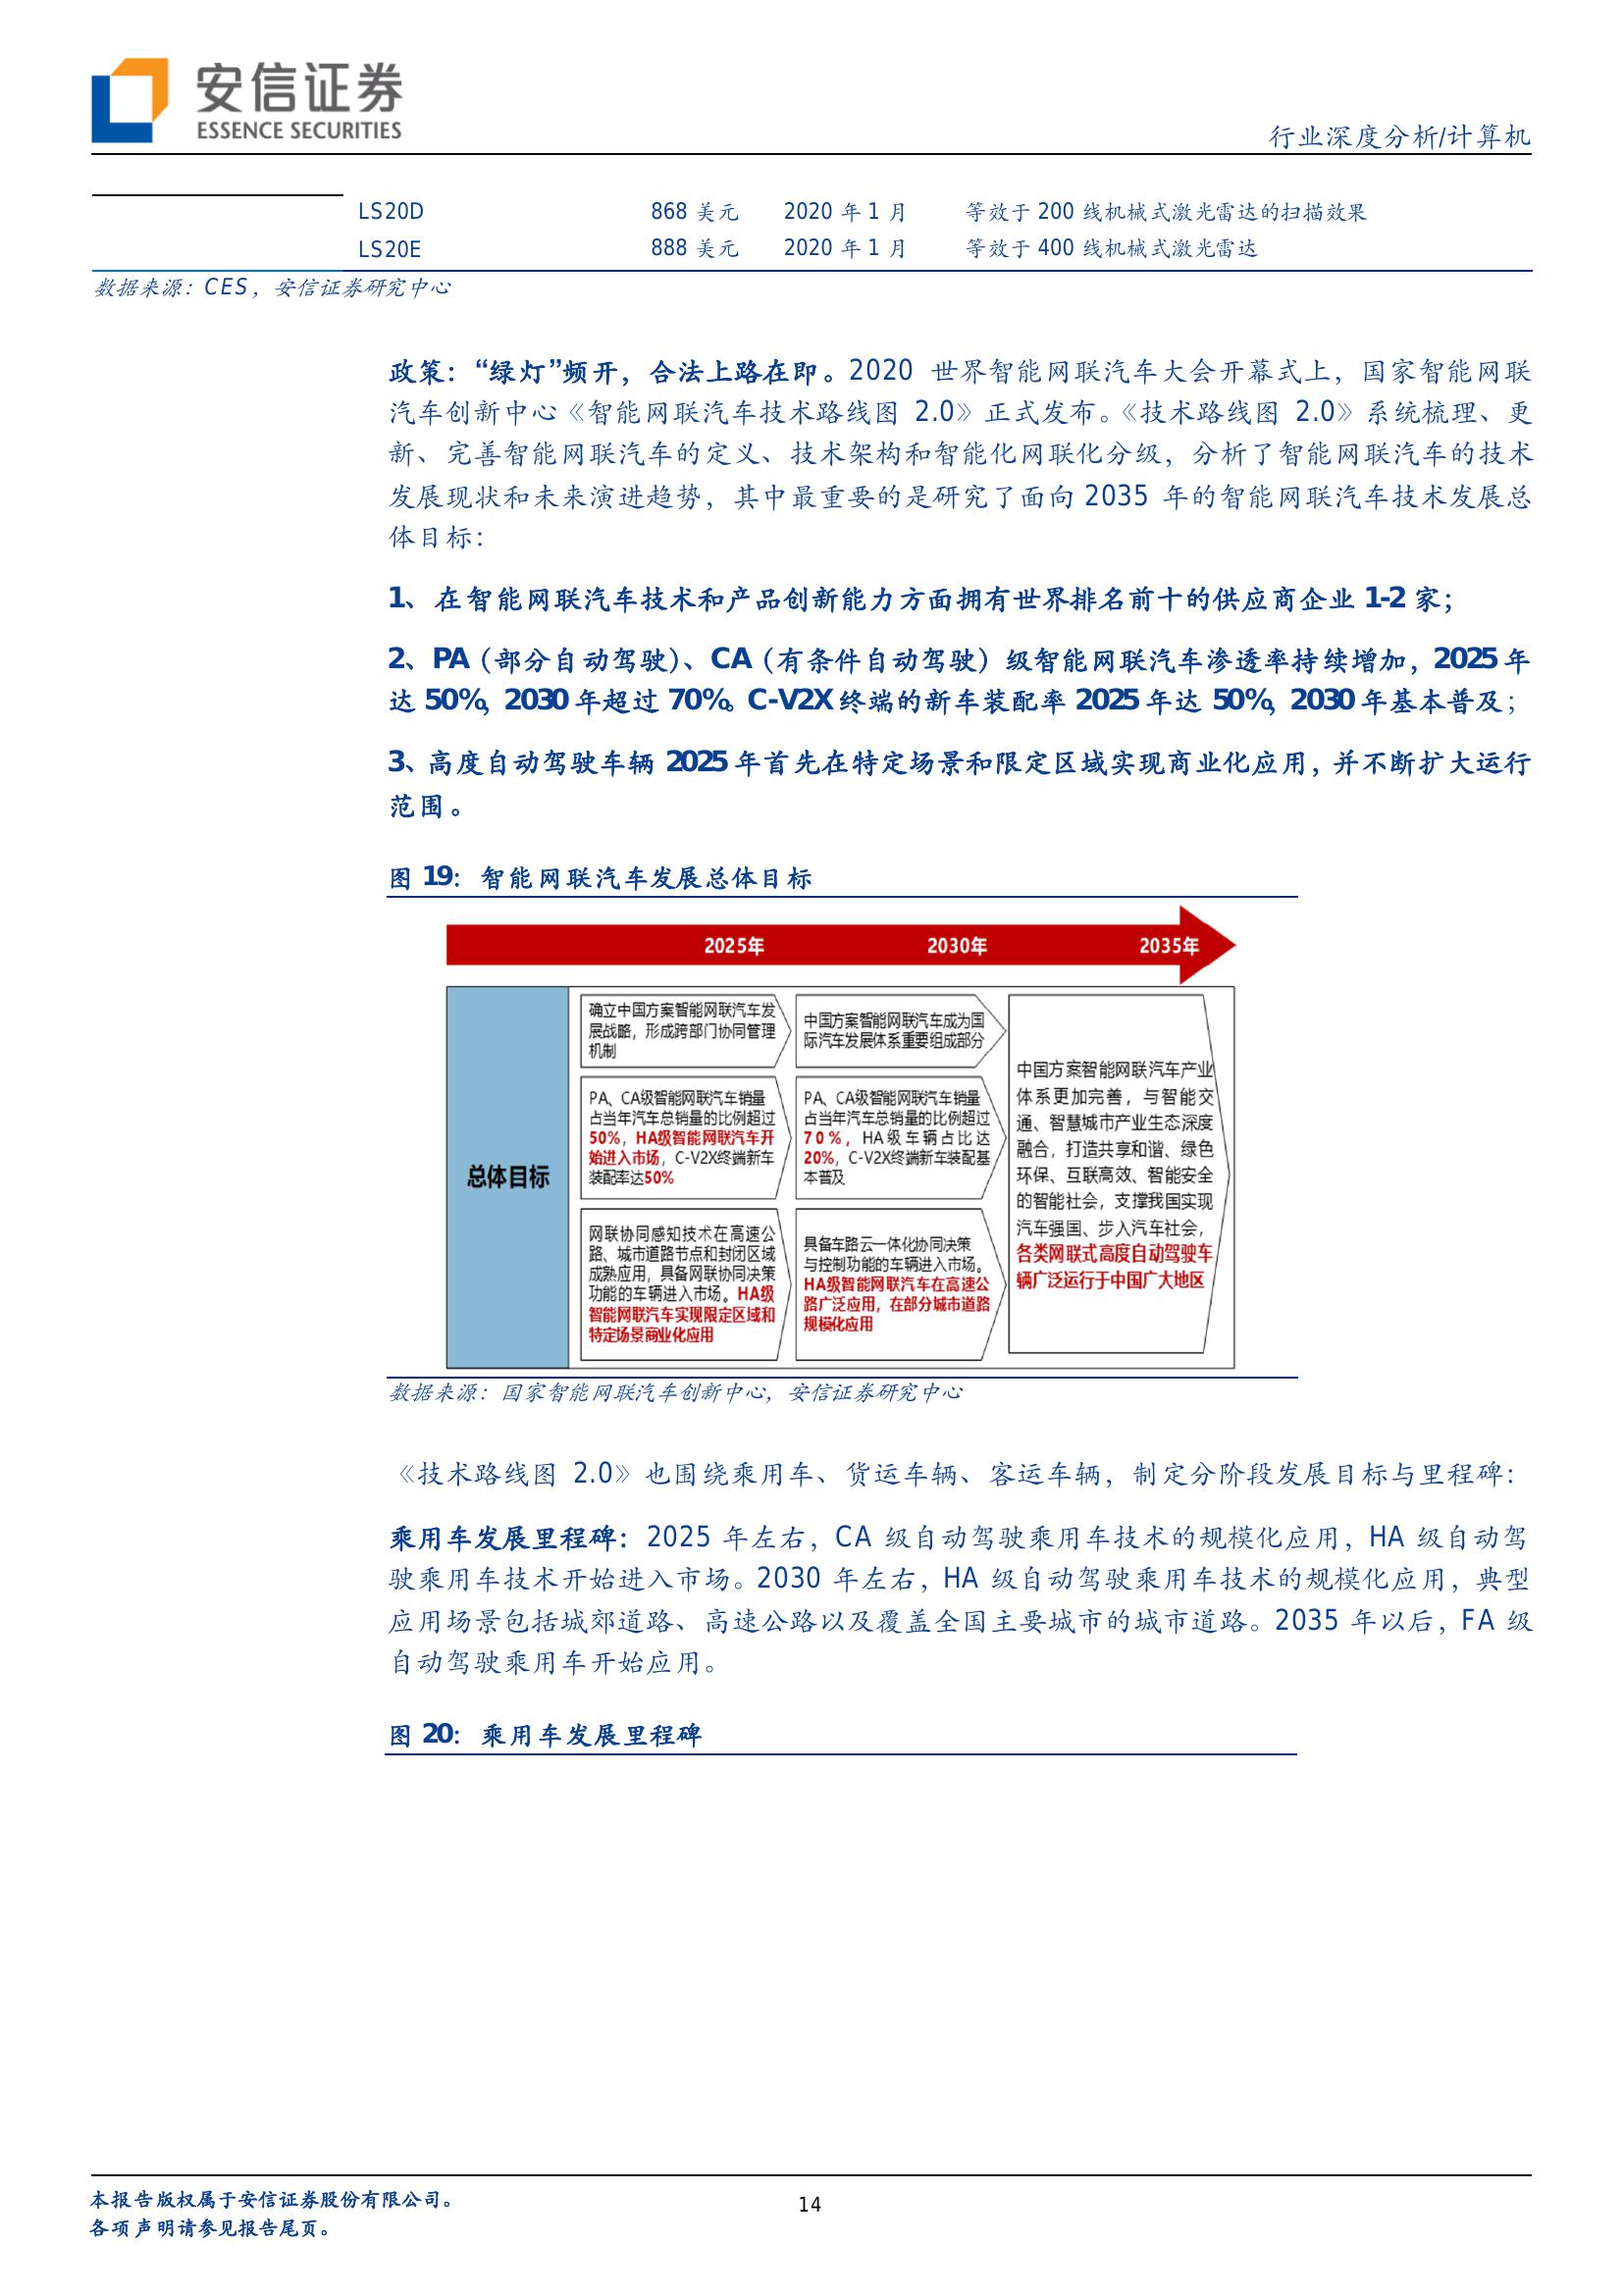 安信证券
ESSENCE SECURITIES
行业深度分析/计算机
LS20D 868 美元 2020 年 1 月 等效于 200 线机械式激光雷达的扫描效果
LS20E 888 美元 2020 年 1 月 等效于 400 线机械式激光雷达
数据来源：CES，安信证券研究中心
政策：“绿灯”频开，合法上路在即。2020 世界智能网联汽车大会开幕式上，国家智能网联
汽车创新中心《智能网联汽车技术路线图 2.0》正式发布。《技术路线图 2.0》系统梳理、更
新、完善智能网联汽车的定义、技术架构和智能化网联化分级，分析了智能网联汽车的技术
发展现状和未来演进趋势，其中最重要的是研究了面向 2035 年的智能网联汽车技术发展总
体目标：
1、在智能网联汽车技术和产品创新能力方面拥有世界排名前十的供应商企业 1-2 家；
2、PA（部分自动驾驶）、CA（有条件自动驾驶）级智能网联汽车渗透率持续增加，2025 年
达 50%，2030 年超过 70%。C-V2X 终端的新车装配率 2025 年达 50%，2030 年基本普及；
3、高度自动驾驶车辆 2025 年首先在特定场景和限定区域实现商业化应用，并不断扩大运行
范围。
图 19：智能网联汽车发展总体目标
2025年 2030年 2035年
总体目标
确立中国方案智能网联汽车发
展战略，形成跨部门协同管理
机制
PA、CA级智能网联汽车销量
占当年汽车总销量的比例超过
50%，HA级智能网联汽车开
始进入市场，C-V2X终端新车
装配率达50%
网联协同感知技术在高速公
路、城市道路节点和封闭区域
成熟应用，具备网联协同决策
功能的车辆进入市场。HA级
智能网联汽车实现限定区域和
特定场景商业化应用
中国方案智能网联汽车成为国
际汽车发展体系重要组成部分
PA、CA级智能网联汽车销量
占当年汽车总销量的比例超过
70%，HA级车辆占比达
20%，C-V2X终端新车装配基
本普及
具备车路云一体化协同决策
与控制功能的车辆进入市场。
HA级智能网联汽车在高速公
路广泛应用，在部分城市道路
规模化应用
中国方案智能网联汽车产业
体系更加完善，与智能交
通、智慧城市产业生态深度
融合，打造共享和谐、绿色
环保、互联高效、智能安全
的智能社会，支撑我国实现
汽车强国、步入汽车社会，
各类网联式高度自动驾驶车
辆广泛运行于中国广大地区
数据来源：国家智能网联汽车创新中心，安信证券研究中心
《技术路线图 2.0》也围绕乘用车、货运车辆、客运车辆，制定分阶段发展目标与里程碑：
乘用车发展里程碑：2025 年左右，CA 级自动驾驶乘用车技术的规模化应用，HA 级自动驾
驶乘用车技术开始进入市场。2030 年左右，HA 级自动驾驶乘用车技术的规模化应用，典型
应用场景包括城郊道路、高速公路以及覆盖全国主要城市的城市道路。2035 年以后，FA 级
自动驾驶乘用车开始应用。
图 20：乘用车发展里程碑
本报告版权属于安信证券股份有限公司。
各项声明请参见报告尾页。
14